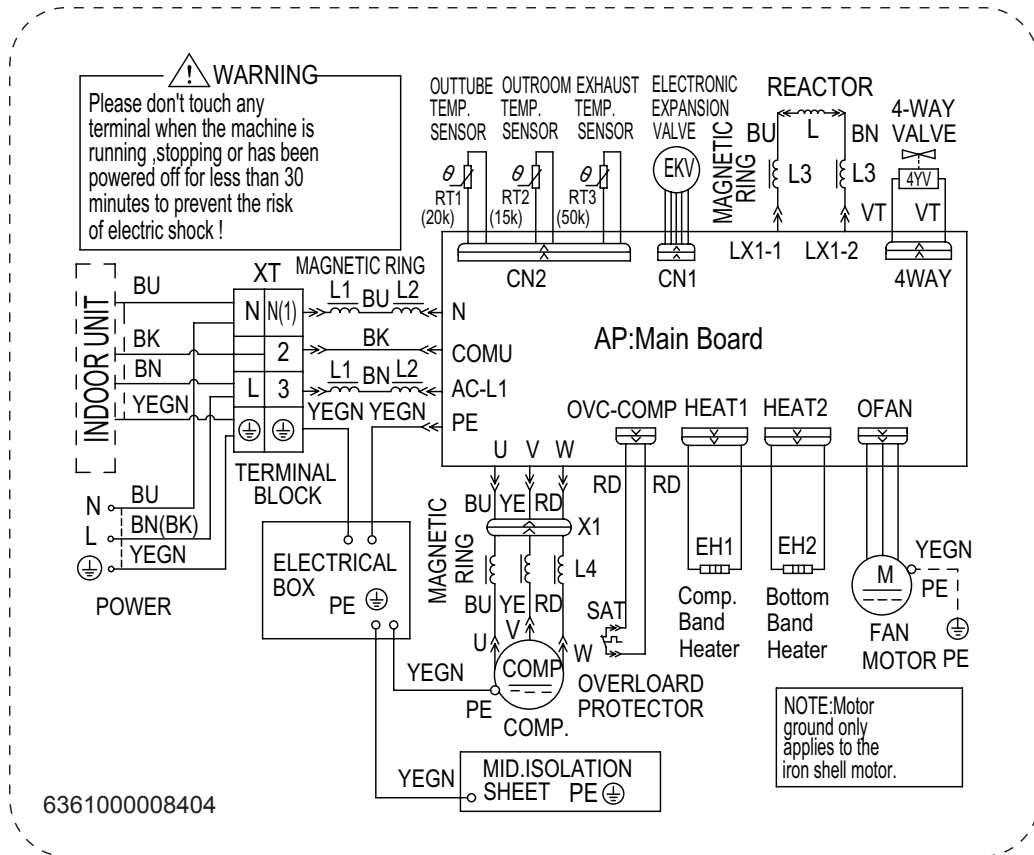 WARNING
Please don't touch any
terminal when the machine is
running ,stopping or has been
powered off for less than 30
minutes to prevent the risk
of electric shock !
OUTTUBE
TEMP.
SENSOR
OUTROOM
TEMP.
SENSOR
EXHAUST
TEMP.
SENSOR
ELECTRONIC
EXPANSION
VALVE
MAGNETIC
RING
REACTOR
BU
L
BN
4-WAY
VALVE
θ
RT1
(20k)
θ
RT2
(15k)
θ
RT3
(50k)
EKV
L3
L3
4YV
VT
VT
CN2
CN1
LX1-1
LX1-2
4WAY
AP:Main Board
INDOOR UNIT
BU
BK
BN
YEGN
XT
N
N(1)
2
L
3
TERMINAL
BLOCK
MAGNETIC RING
L1
BU
L2
N
BK
COMU
L1
BN
L2
AC-L1
YEGN
YEGN
PE
N
BU
L
BN(BK)
YEGN
POWER
ELECTRICAL
BOX
PE
OVC-COMP
HEAT1
HEAT2
OFAN
U
V
W
BU
YE
RD
X1
MAGNETIC
RING
L4
BU
YE
RD
U
V
W
COMP
COMP.
YEGN
PE
RD
RD
SAT
OVERLOARD
PROTECTOR
EH1
Comp.
Band
Heater
EH2
Bottom
Band
Heater
M
FAN
MOTOR
YEGN
PE
PE
YEGN
MID.ISOLATION
SHEET PE
NOTE:Motor
ground only
applies to the
iron shell motor.
6361000008404